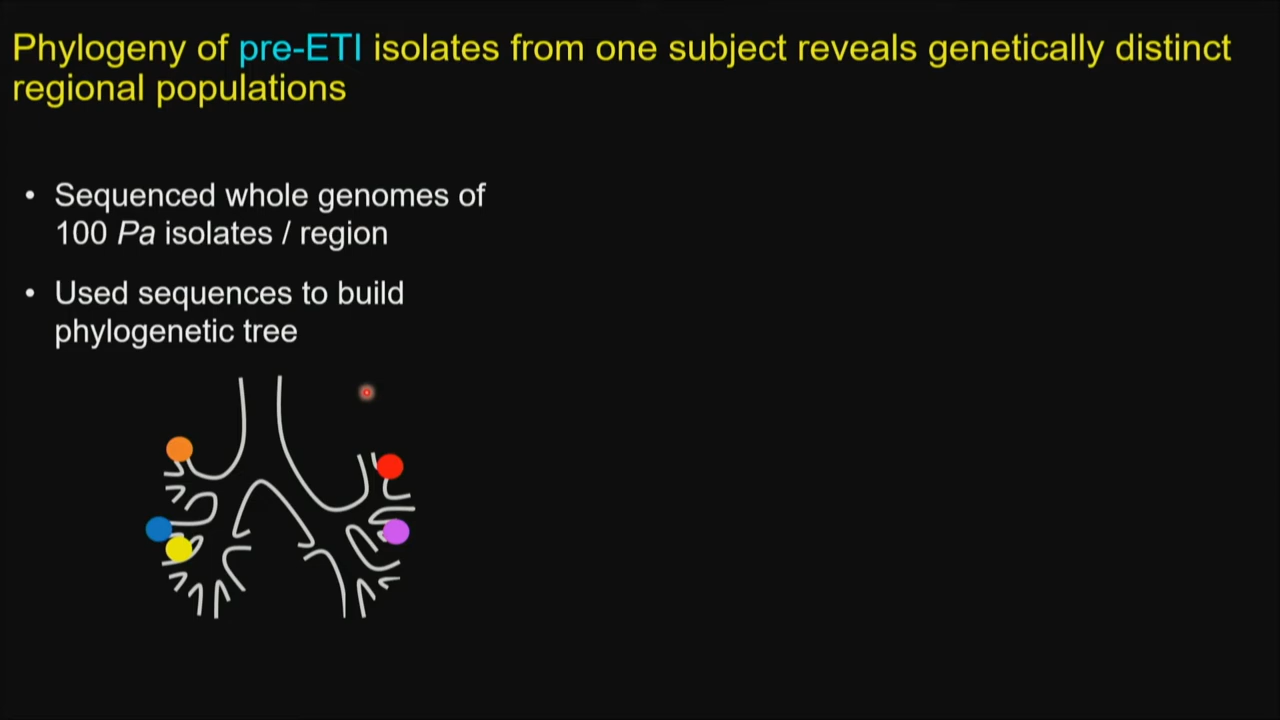 Phylogeny of pre-ETI isolates from one subject reveals genetically distinct
regional populations
• Sequenced whole genomes of
100 Pa isolates / region
• Used sequences to build
phylogenetic tree